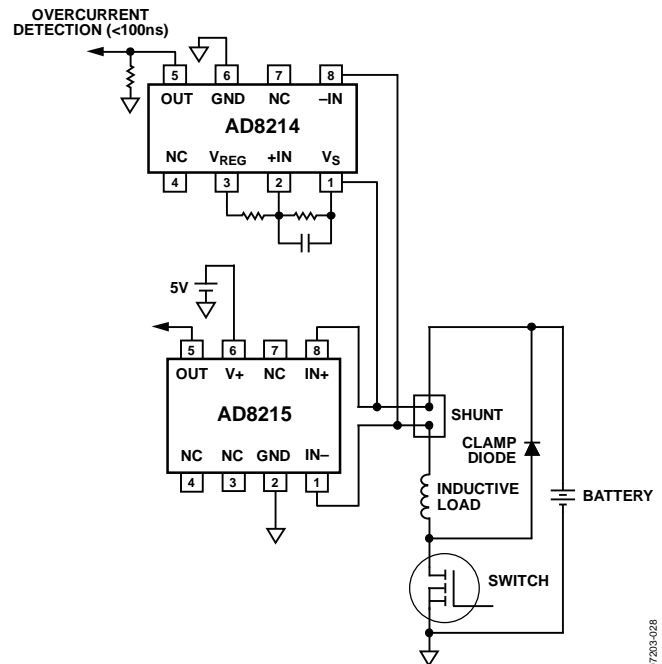 OVERCURRENT
DETECTION (<100ns)
5 6 7 8
OUT GND NC –IN
AD8214
NC VREG +IN VS
4 3 2 1
5V
5 6 7 8
OUT V+ NC IN+
AD8215
NC NC GND IN–
4 3 2 1
SHUNT
CLAMP
DIODE
INDUCTIVE
LOAD
BATTERY
SWITCH
7203-028